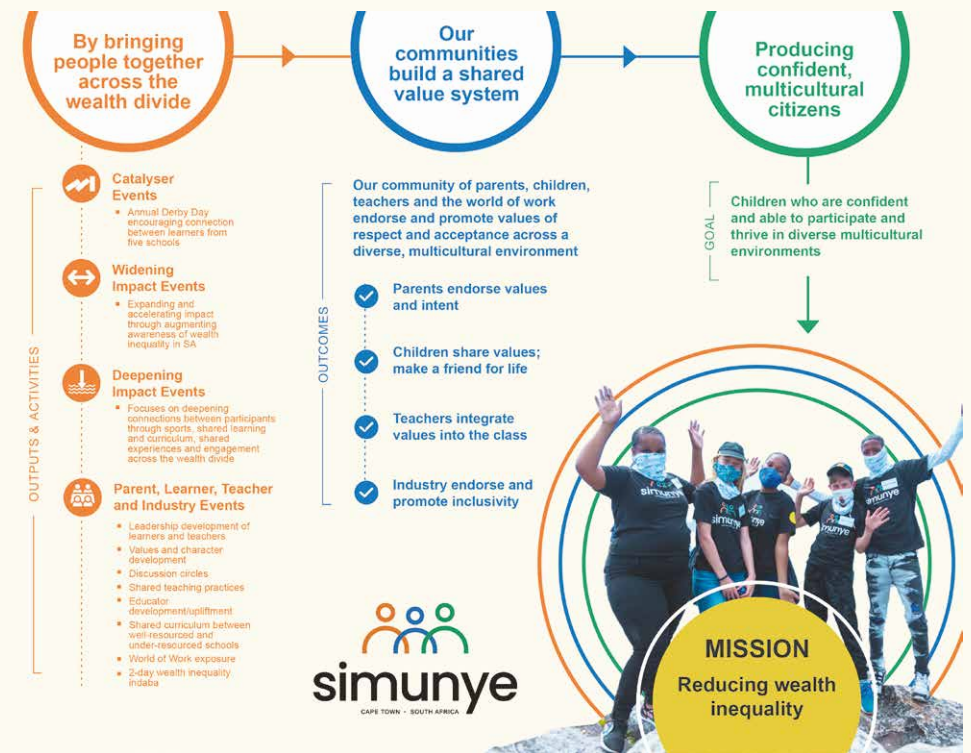 By bringing
people together
across the
wealth divide
Our
communities
build a shared
value system
Producing
confident,
multicultural
citizens
OUTPUTS & ACTIVITIES
Catalyser
Events
Annual Derby Day
encouraging connection
between learners from
five schools
Widening
Impact Events
Expanding and
accelerating impact
through augmenting
awareness of wealth
inequality in SA
Deepening
Impact Events
Focuses on deepening
connections between participants
through sports, shared learning
and curriculum, shared
experiences and engagement
across the wealth divide
Parent, Learner, Teacher
and Industry Events
Leadership development of
learners and teachers
Values and character
development
Discussion circles
Shared teaching practices
Educator
development/upliftment
Shared curriculum between
well-resourced and
under-resourced schools
World of Work exposure
2-day wealth inequality
indaba
OUTCOMES
Our community of parents, children,
teachers and the world of work
endorse and promote values of
respect and acceptance across a
diverse, multicultural environment
Parents endorse values
and intent
Children share values;
make a friend for life
Teachers integrate
values into the class
Industry endorse and
promote inclusivity
GOAL
Children who are confident
and able to participate and
thrive in diverse multicultural
environments
simunye
simunye
simunye
simunye
CAPE TOWN - SOUTH AFRICA
MISSION
Reducing wealth
inequality